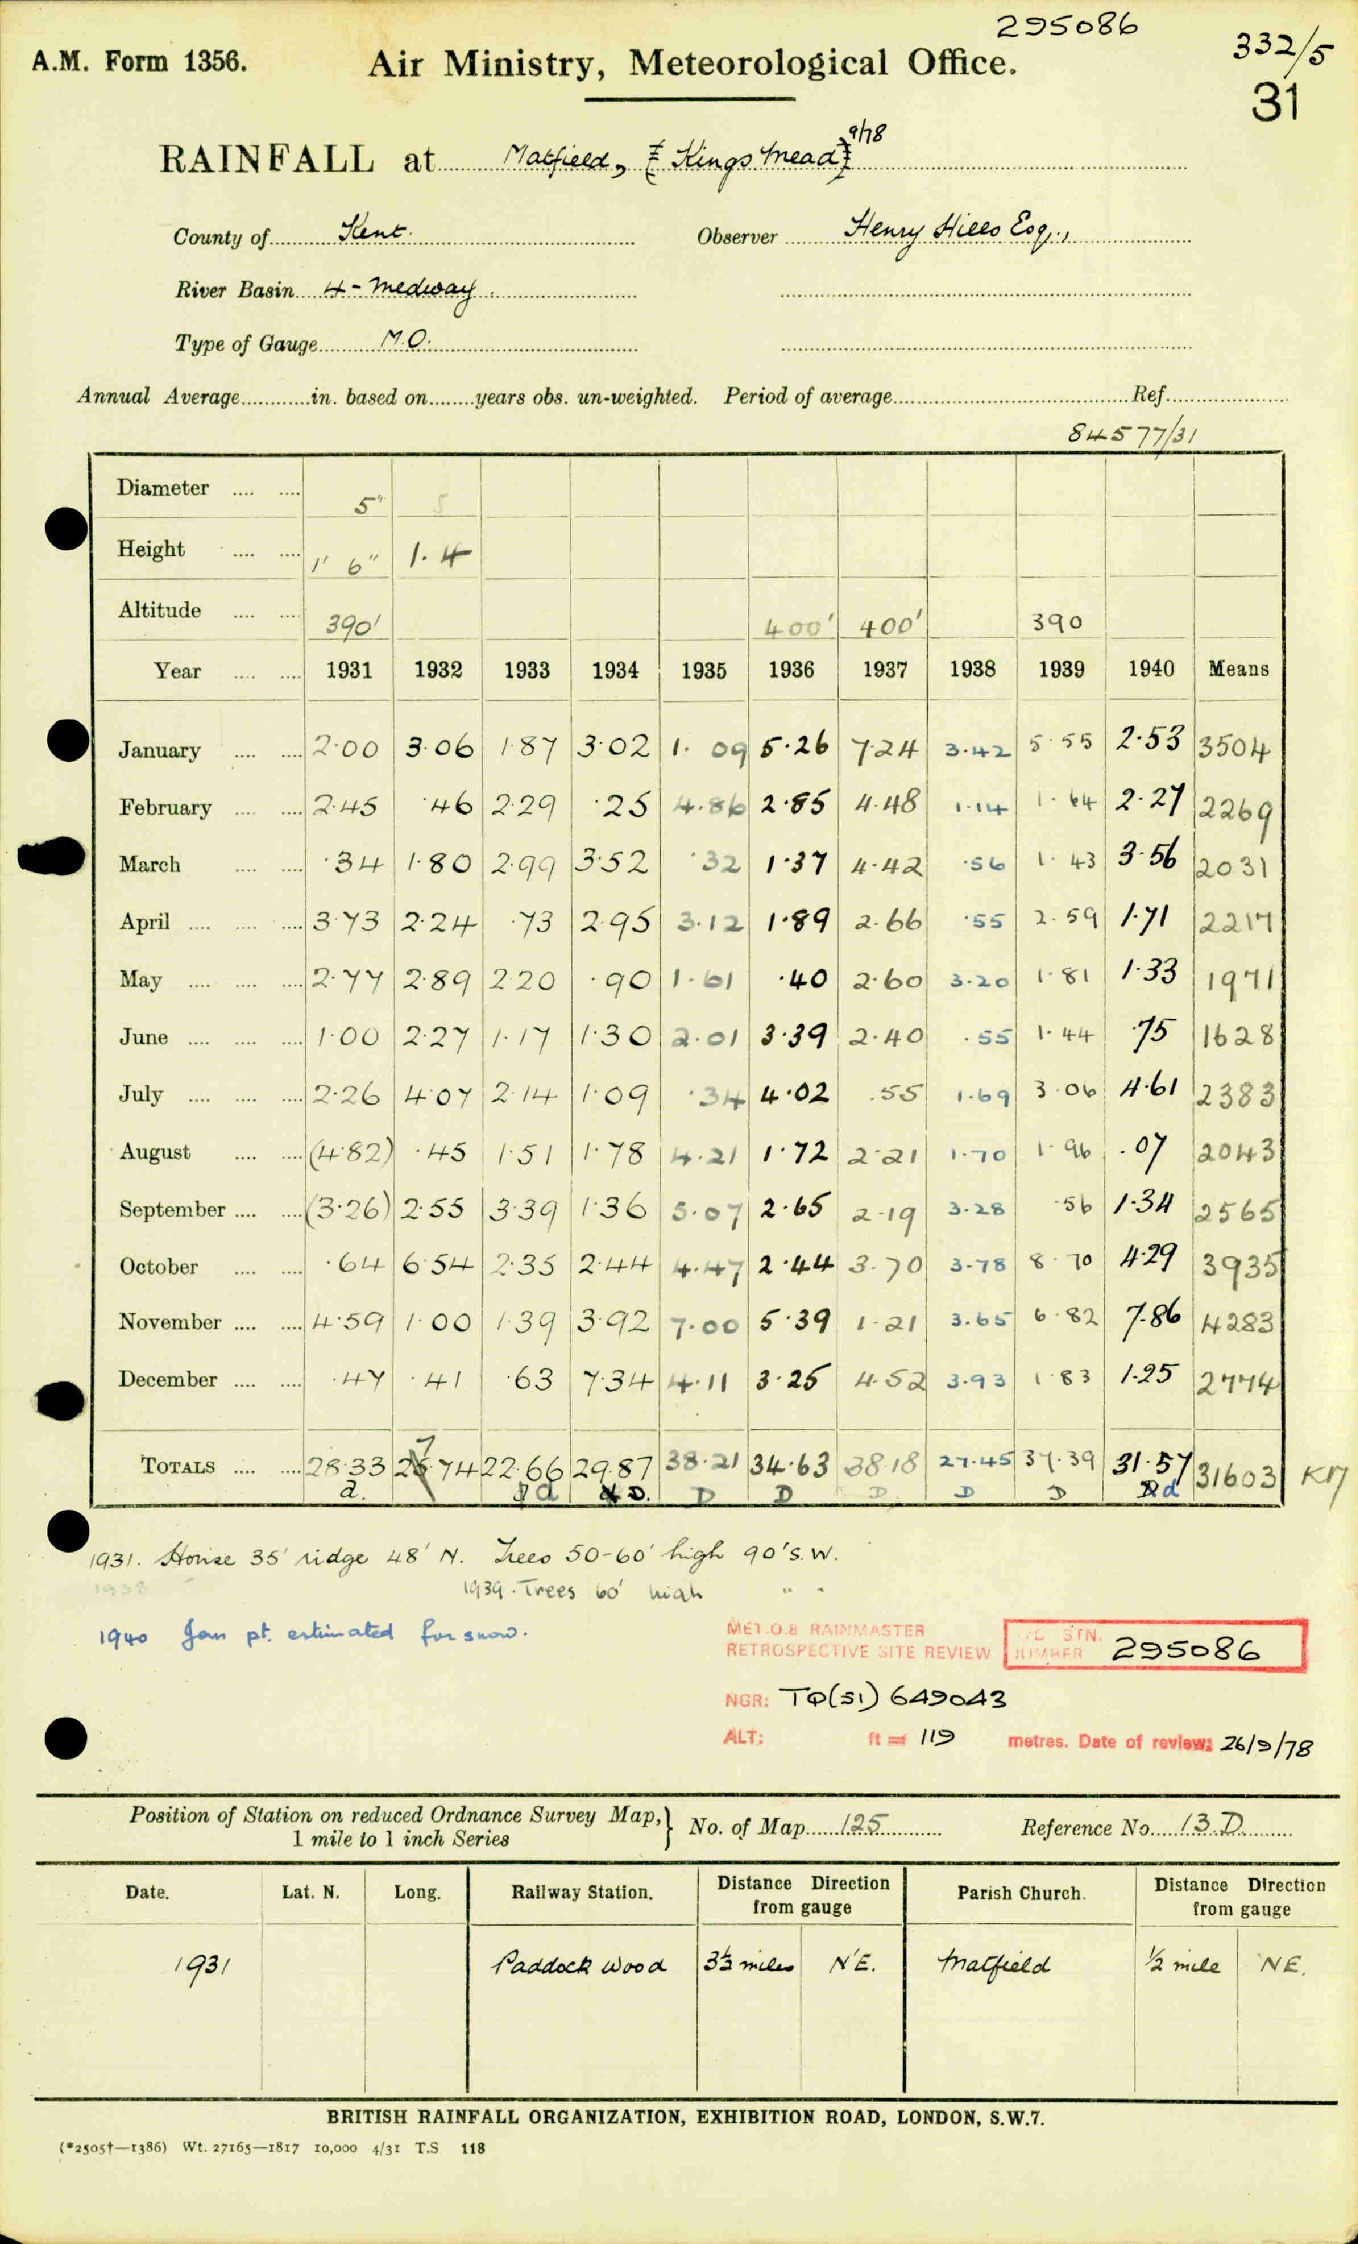 295086
A.M. Form 1356. Air Ministry, Meteorological Office. 332/5
31
RAINFALL at Matfield, [Kingsmead] 9/78
County of Kent. Observer Henry Hills Esq.,
River Basin 4 - Medway.
Type of Gauge M.O.
Annual Average in. based on years obs. un-weighted. Period of average Ref.
84577/31
Diameter 5" 5
Height 1' 6" 1.4
Altitude 390' 400' 400' 390
Year 1931 1932 1933 1934 1935 1936 1937 1938 1939 1940 Means
January 2.00 3.06 1.87 3.02 1.09 5.26 7.24 3.42 5.55 2.53 3504
February 2.45 .46 2.29 .25 4.86 2.85 4.48 1.14 1.64 2.27 2269
March .34 1.80 2.99 3.52 .32 1.37 4.42 .56 1.43 3.56 2031
April 3.73 2.24 .73 2.95 3.12 1.89 2.66 .55 2.59 1.71 2217
May 2.77 2.89 2.20 .90 1.61 .40 2.60 3.20 1.81 1.33 1971
June 1.00 2.27 1.17 1.30 2.01 3.39 2.40 .55 1.44 .75 1628
July 2.26 4.07 2.14 1.09 .34 4.02 .55 1.69 3.06 4.61 2383
August (4.82) .45 1.51 1.78 4.21 1.72 2.21 1.70 1.96 .07 2043
September (3.26) 2.55 3.39 1.36 5.07 2.65 2.19 3.28 .56 1.34 2565
October .64 6.54 2.35 2.44 4.47 2.44 3.70 3.78 8.70 4.29 3935
November 4.59 1.00 1.39 3.92 7.00 5.39 1.21 3.65 6.82 7.86 4283
December .47 .41 .63 7.34 4.11 3.25 4.52 3.93 1.83 1.25 2774
TOTALS 28.33 27.74 22.66 29.87 38.21 34.63 38.18 27.45 37.39 31.57 31603
d. d D. D D D D D d
1931. House 35' ridge 48' N. Trees 50-60' high 90' S.W.
1938 1939. Trees 60' high " "
1940 Jan pt. estimated for snow.
MET.O.8 RAINMASTER
RETROSPECTIVE SITE REVIEW STN. NUMBER 295086
NGR: TQ(51) 649043
ALT: ft = 119 metres. Date of review: 26/9/78
Position of Station on reduced Ordnance Survey Map, 1 mile to 1 inch Series } No. of Map 125 Reference No. 13.D.
Date. Lat. N. Long. Railway Station. Distance Direction from gauge Parish Church. Distance Direction from gauge
1931 Paddock Wood 3½ miles N'E. Matfield ½ mile NE.
BRITISH RAINFALL ORGANIZATION, EXHIBITION ROAD, LONDON, S.W.7.
(*2505†—1386) Wt. 27165—1817 10,000 4/31 T.S 118